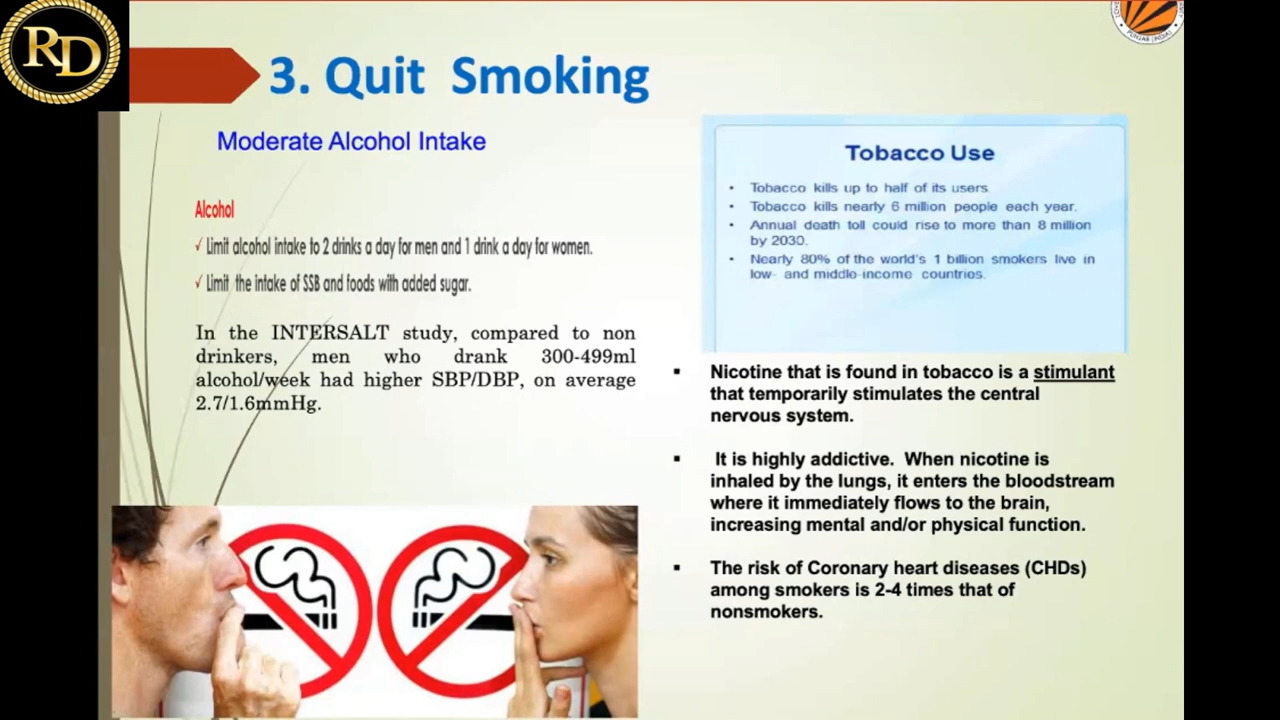 RD
3. Quit Smoking
PUNJAB (INDIA)
Moderate Alcohol Intake
Alcohol
✓ Limit alcohol intake to 2 drinks a day for men and 1 drink a day for women.
✓ Limit the intake of SSB and foods with added sugar.
In the INTERSALT study, compared to non
drinkers, men who drank 300-499ml
alcohol/week had higher SBP/DBP, on average
2.7/1.6mmHg.
Tobacco Use
• Tobacco kills up to half of its users.
• Tobacco kills nearly 6 million people each year.
• Annual death toll could rise to more than 8 million
by 2030.
• Nearly 80% of the world's 1 billion smokers live in
low- and middle-income countries.
▪ Nicotine that is found in tobacco is a stimulant
that temporarily stimulates the central
nervous system.
▪ It is highly addictive. When nicotine is
inhaled by the lungs, it enters the bloodstream
where it immediately flows to the brain,
increasing mental and/or physical function.
▪ The risk of Coronary heart diseases (CHDs)
among smokers is 2-4 times that of
nonsmokers.